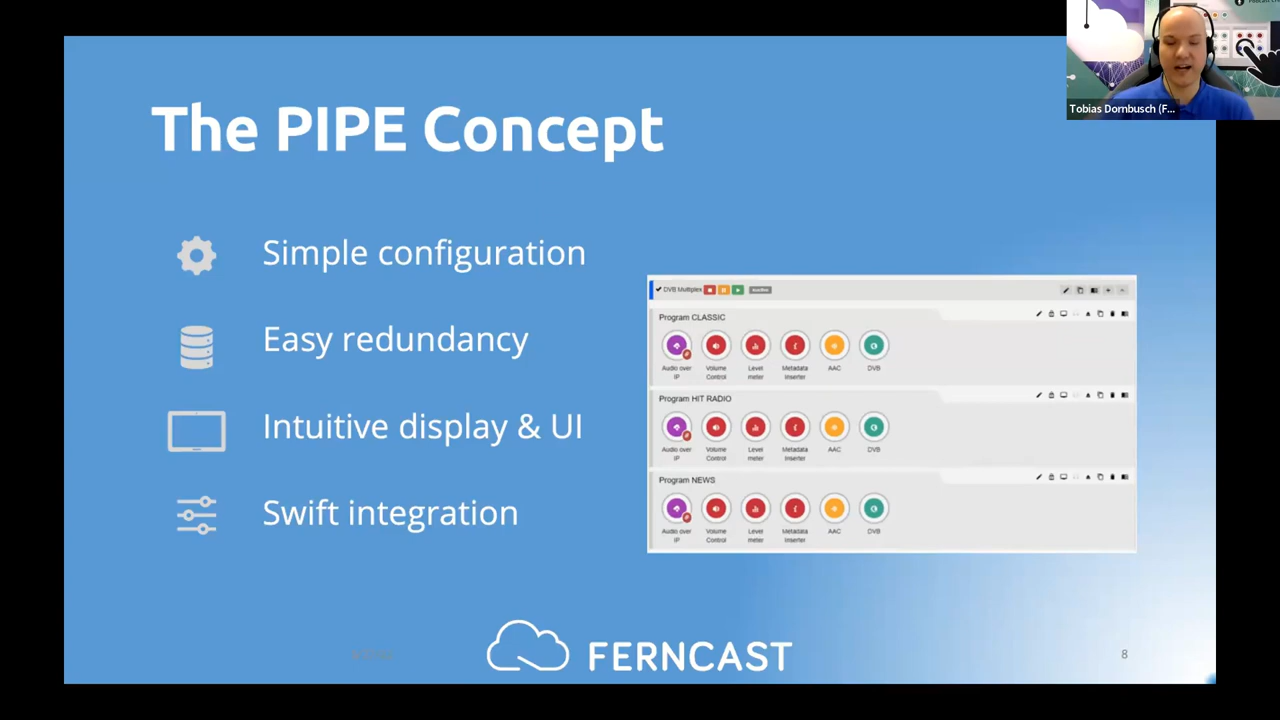 Tobias Dornbusch (F...
The PIPE Concept
Simple configuration
Easy redundancy
Intuitive display & UI
Swift integration
DVB Multiplex
Program CLASSIC
Audio over IP
Volume Control
Level meter
Metadata Inserter
AAC
DVB
Program HIT RADIO
Audio over IP
Volume Control
Level meter
Metadata Inserter
AAC
DVB
Program NEWS
Audio over IP
Volume Control
Level meter
Metadata Inserter
AAC
DVB
FERNCAST
8